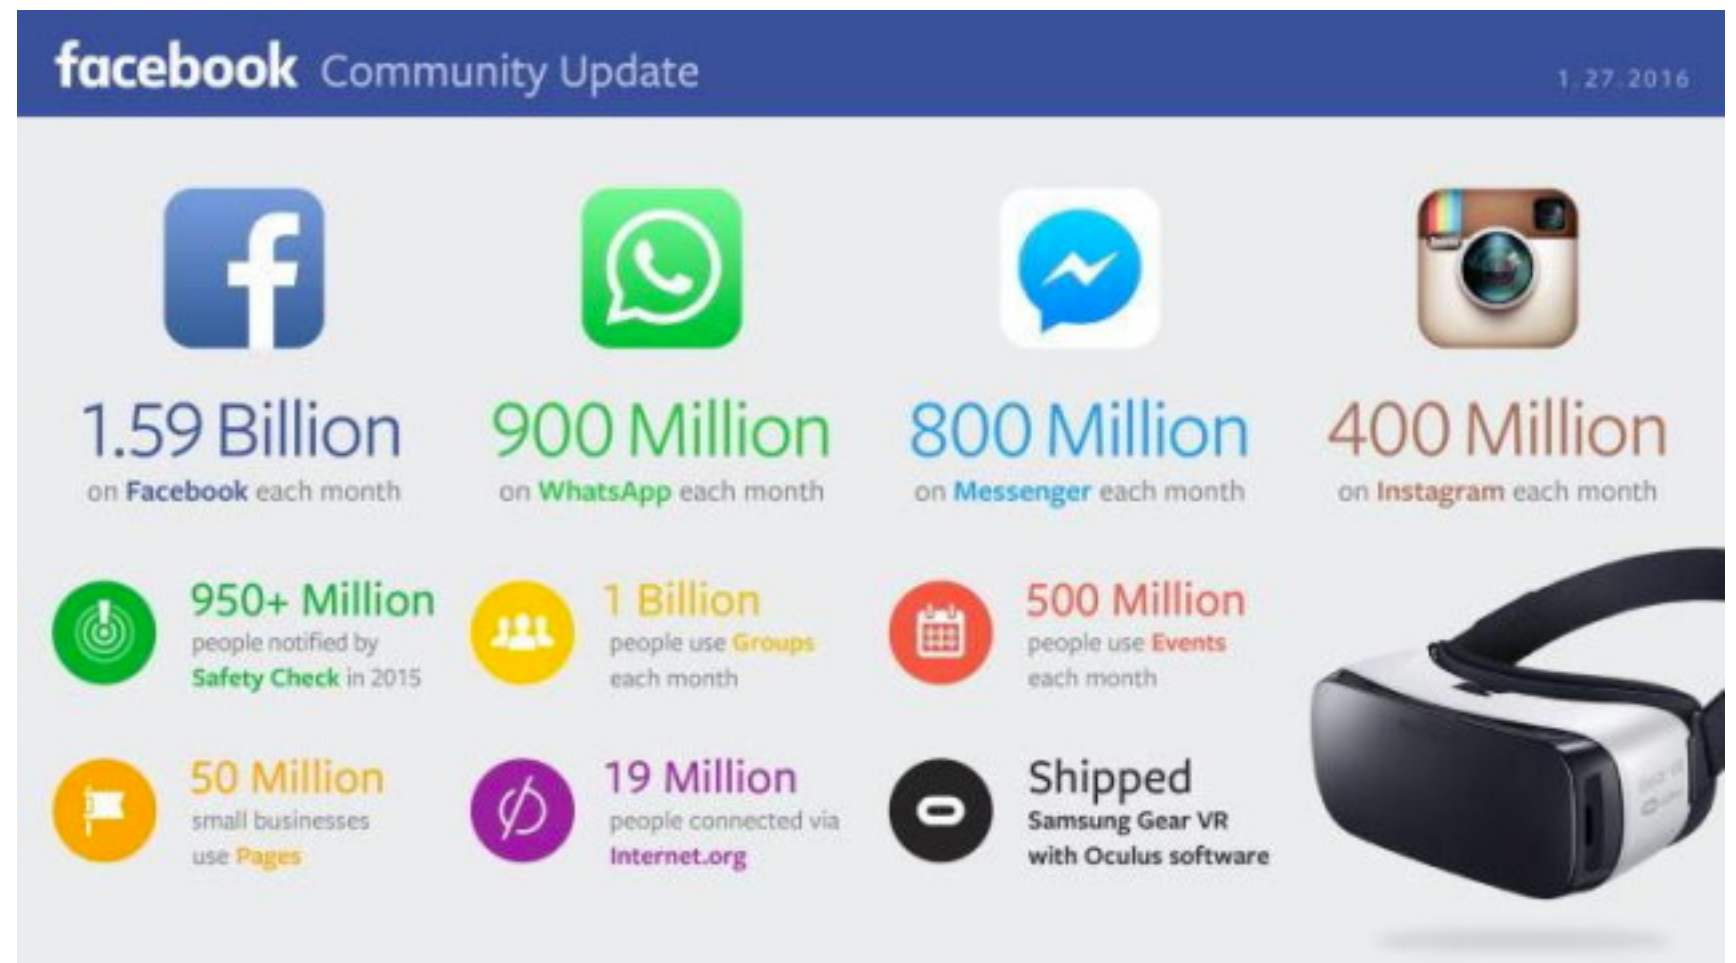 facebook Community Update
1.27.2016
1.59 Billion
on Facebook each month
900 Million
on WhatsApp each month
800 Million
on Messenger each month
400 Million
on Instagram each month
950+ Million
people notified by
Safety Check in 2015
1 Billion
people use Groups
each month
500 Million
people use Events
each month
50 Million
small businesses
use Pages
19 Million
people connected via
Internet.org
Shipped
Samsung Gear VR
with Oculus software